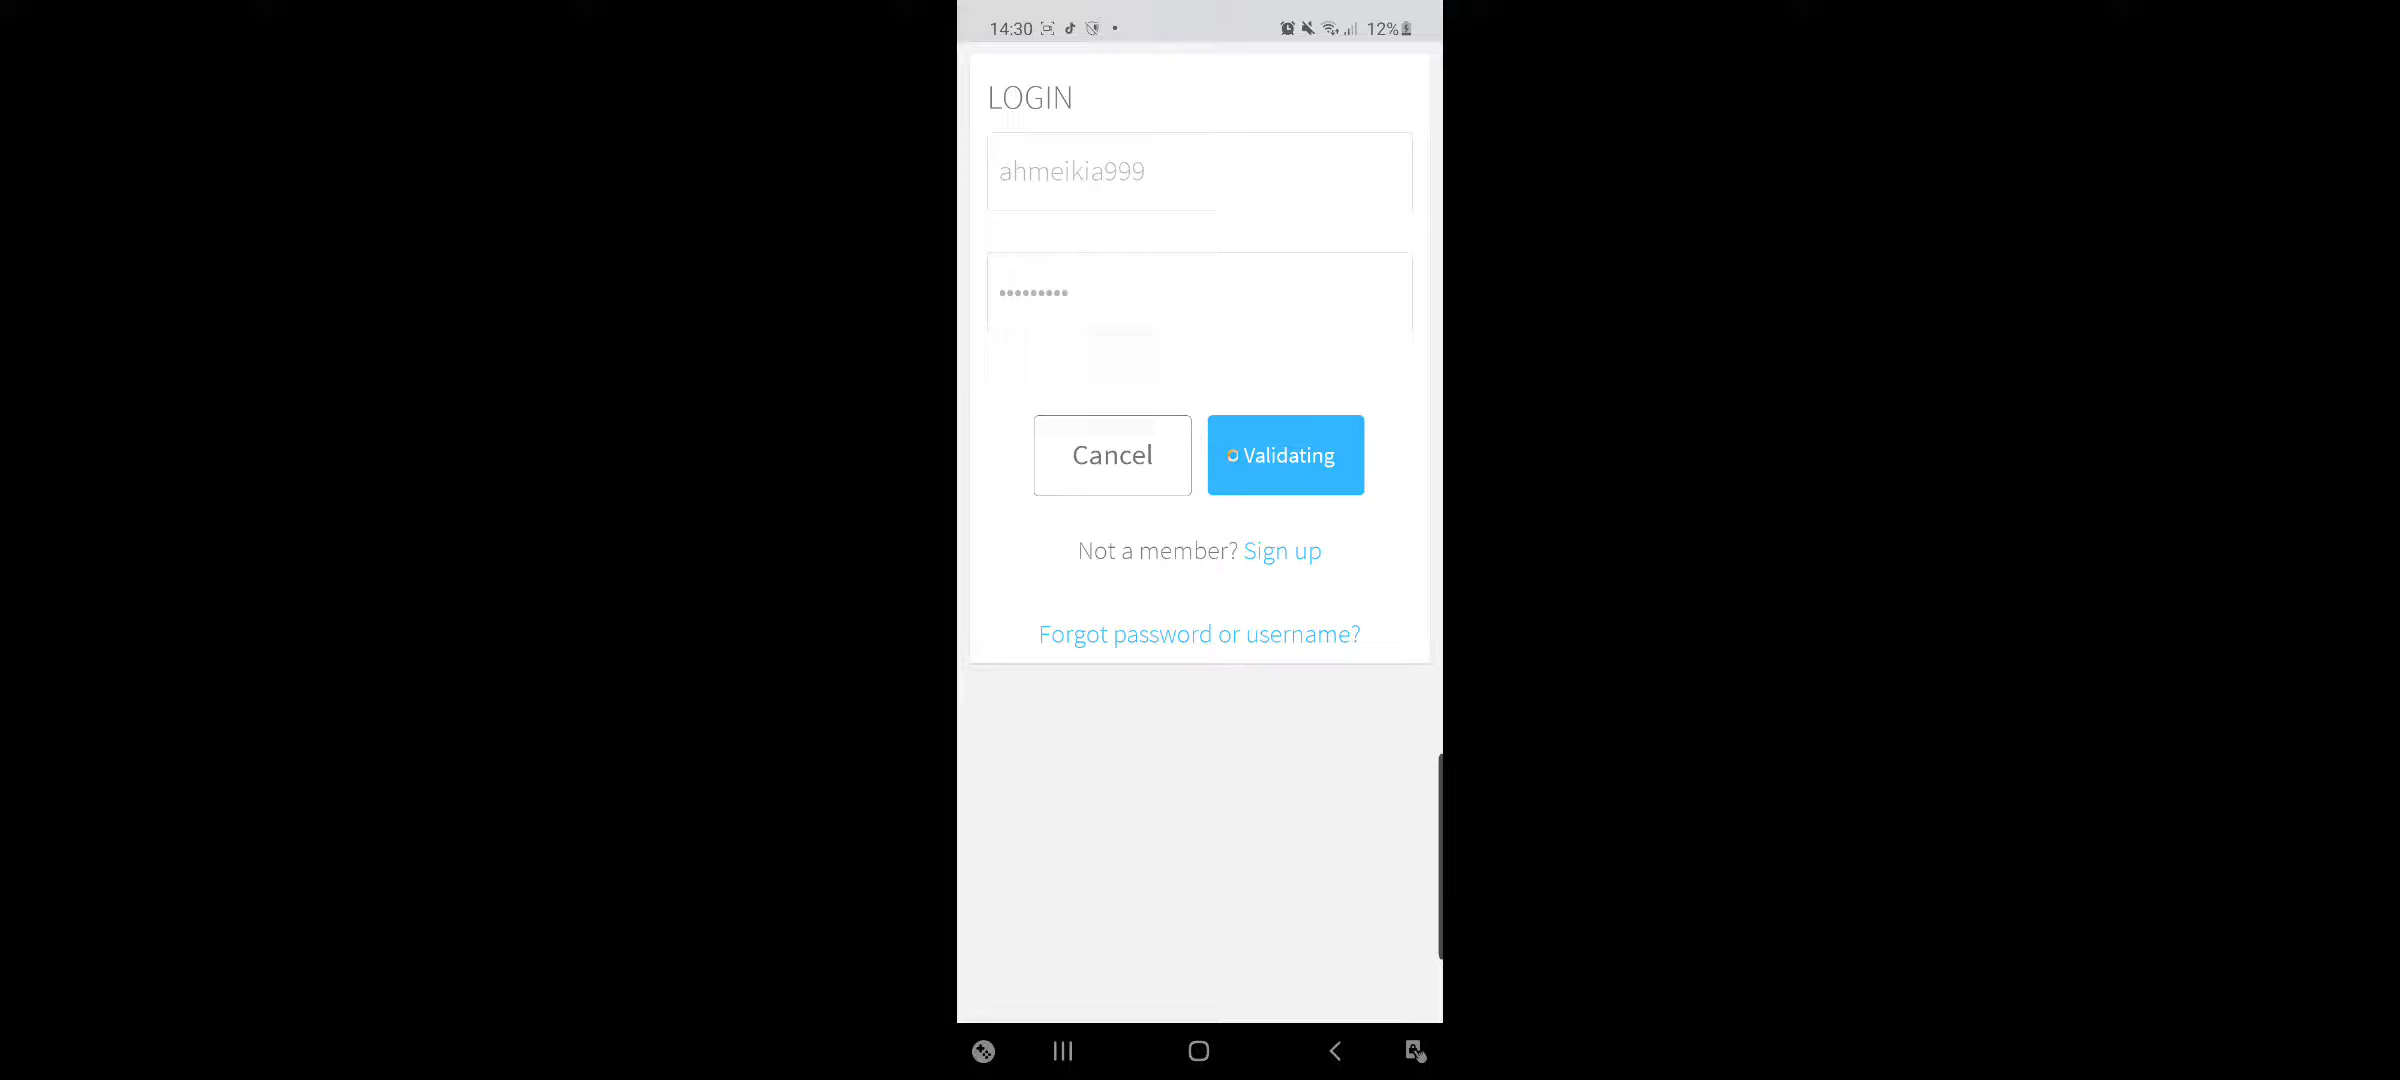 14:30 12%
LOGIN
ahmeikia999
•••••••••
Cancel Validating
Not a member? Sign up
Forgot password or username?